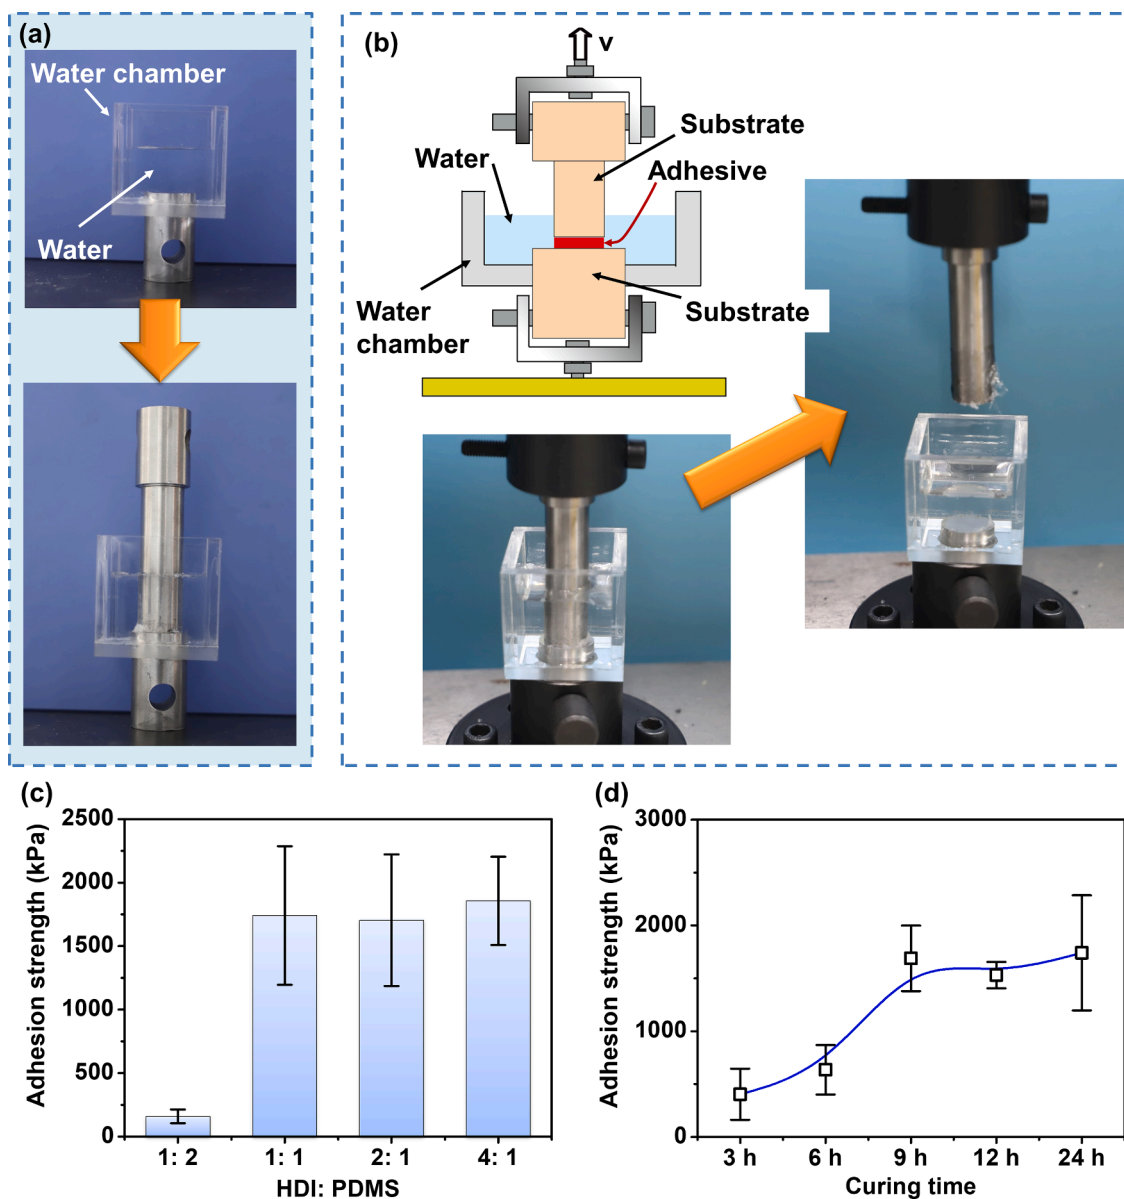 (a)
Water chamber
Water
(b)
v
Substrate
Water
Adhesive
Water
chamber
Substrate
(c)
2500
2000
1500
1000
500
0
Adhesion strength (kPa)
1: 2
1: 1
2: 1
4: 1
HDI: PDMS
(d)
3000
2000
1000
0
Adhesion strength (kPa)
3 h
6 h
9 h
12 h
24 h
Curing time